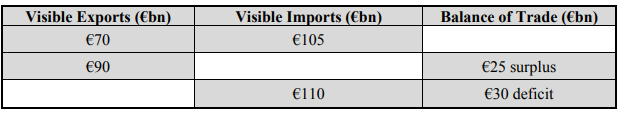 Visible Exports (€bn) Visible Imports (€bn) Balance of Trade (€bn)
€70 €105
€90 €25 surplus
€110 €30 deficit